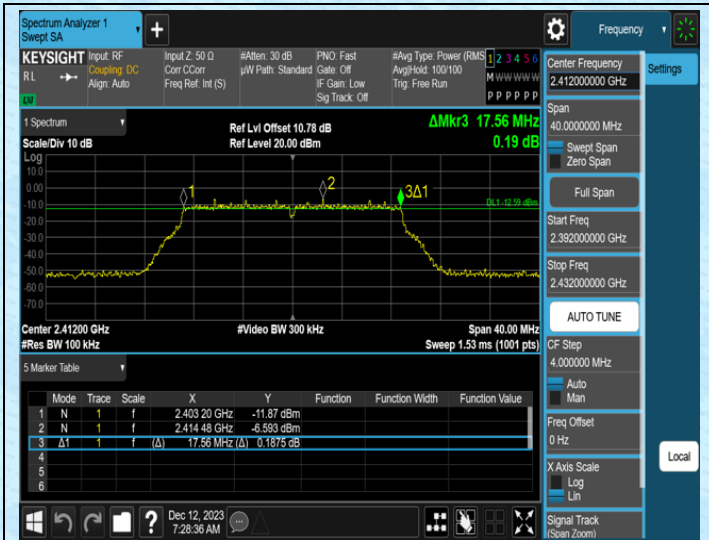 Spectrum Analyzer 1
Swept SA
KEYSIGHT
RL
LXI
Input: RF
Coupling: DC
Align: Auto
Input Z: 50 Ω
Corr CCorr
Freq Ref: Int (S)
#Atten: 30 dB
µW Path: Standard
PNO: Fast
Gate: Off
IF Gain: Low
Sig Track: Off
#Avg Type: Power (RMS
Avg|Hold: 100/100
Trig: Free Run
1 2 3 4 5 6
M W W W W W
P P P P P P
1 Spectrum
Scale/Div 10 dB
Ref Lvl Offset 10.78 dB
Ref Level 20.00 dBm
ΔMkr3 17.56 MHz
0.19 dB
Log
10.0
0.00
-10.0
-20.0
-30.0
-40.0
-50.0
-60.0
-70.0
1
2
3Δ1
DL1 -12.59 dBm
Center 2.41200 GHz
#Res BW 100 kHz
#Video BW 300 kHz
Span 40.00 MHz
Sweep 1.53 ms (1001 pts)
5 Marker Table
Mode Trace Scale X Y Function Function Width Function Value
1 N 1 f 2.403 20 GHz -11.87 dBm
2 N 1 f 2.414 48 GHz -6.593 dBm
3 Δ1 1 f (Δ) 17.56 MHz (Δ) 0.1875 dB
4
5
6
Dec 12, 2023
7:28:36 AM
Frequency
Settings
Center Frequency
2.412000000 GHz
Span
40.0000000 MHz
Swept Span
Zero Span
Full Span
Start Freq
2.392000000 GHz
Stop Freq
2.432000000 GHz
AUTO TUNE
CF Step
4.000000 MHz
Auto
Man
Freq Offset
0 Hz
X Axis Scale
Log
Lin
Signal Track
(Span Zoom)
Local